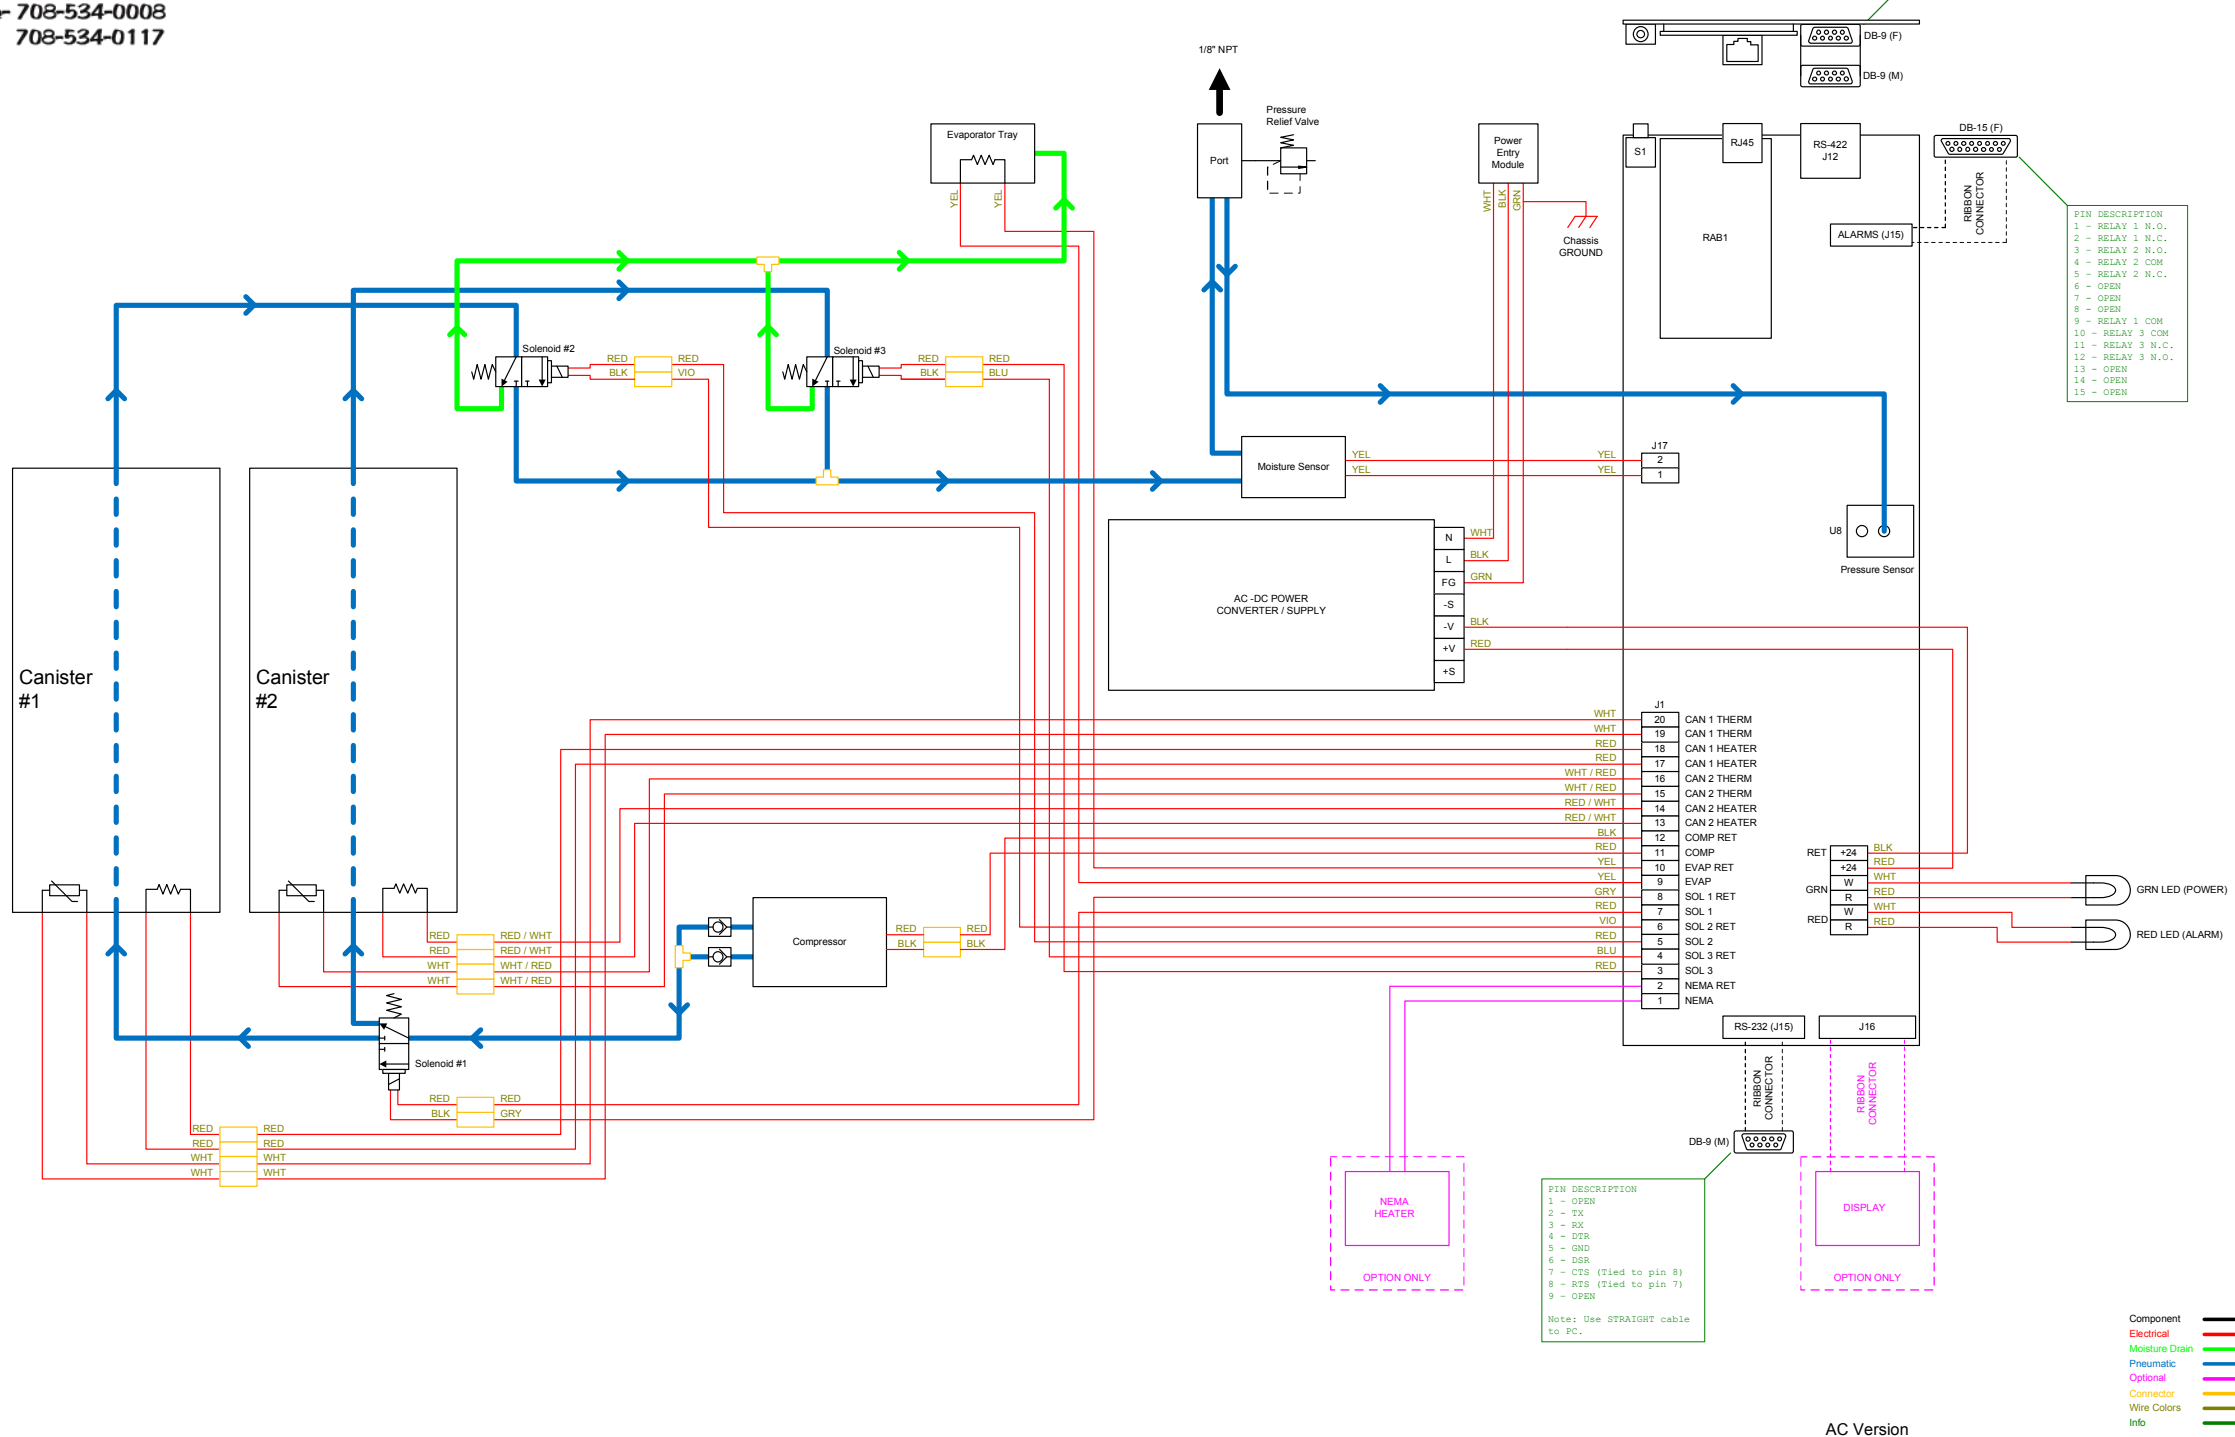 708-534-0008
708-534-0117
1/8" NPT
DB-9 (F)
DB-9 (M)
Pressure
Relief Valve
Evaporator Tray
Port
Power
Entry
Module
S1
RJ45
RS-422
J12
DB-15 (F)
YEL
YEL
WHT
BLK
GRN
Chassis
GROUND
RAB1
ALARMS (J15)
RIBBON
CONNECTOR
PIN DESCRIPTION
1 - RELAY 1 N.O.
2 - RELAY 1 N.C.
3 - RELAY 2 N.O.
4 - RELAY 2 COM
5 - RELAY 2 N.C.
6 - OPEN
7 - OPEN
8 - OPEN
9 - RELAY 1 COM
10 - RELAY 3 COM
11 - RELAY 3 N.C.
12 - RELAY 3 N.O.
13 - OPEN
14 - OPEN
15 - OPEN
Solenoid #2
RED
RED
BLK
VIO
Solenoid #3
RED
RED
BLK
BLU
Moisture Sensor
YEL
YEL
YEL
YEL
J17
2
1
U8
Pressure Sensor
AC -DC POWER
CONVERTER / SUPPLY
N
WHT
L
BLK
FG
GRN
-S
-V
BLK
+V
RED
+S
Canister
#1
Canister
#2
J1
WHT 20 CAN 1 THERM
WHT 19 CAN 1 THERM
RED 18 CAN 1 HEATER
RED 17 CAN 1 HEATER
WHT / RED 16 CAN 2 THERM
WHT / RED 15 CAN 2 THERM
RED / WHT 14 CAN 2 HEATER
RED / WHT 13 CAN 2 HEATER
BLK 12 COMP RET
RED 11 COMP
YEL 10 EVAP RET
YEL 9 EVAP
GRY 8 SOL 1 RET
RED 7 SOL 1
VIO 6 SOL 2 RET
RED 5 SOL 2
BLU 4 SOL 3 RET
RED 3 SOL 3
2 NEMA RET
1 NEMA
RET +24 BLK
+24 RED
GRN W WHT
R RED
RED W WHT
R RED
GRN LED (POWER)
RED LED (ALARM)
Compressor
RED
RED
BLK
BLK
RED RED / WHT
RED RED / WHT
WHT WHT / RED
WHT WHT / RED
Solenoid #1
RED RED
BLK GRY
RED RED
RED RED
WHT WHT
WHT WHT
RS-232 (J15)
J16
RIBBON
CONNECTOR
RIBBON
CONNECTOR
DB-9 (M)
NEMA
HEATER
OPTION ONLY
PIN DESCRIPTION
1 - OPEN
2 - TX
3 - RX
4 - DTR
5 - GND
6 - DSR
7 - CTS (Tied to pin 8)
8 - RTS (Tied to pin 7)
9 - OPEN
Note: Use STRAIGHT cable
to PC.
DISPLAY
OPTION ONLY
Component
Electrical
Moisture Drain
Pneumatic
Optional
Connector
Wire Colors
Info
AC Version